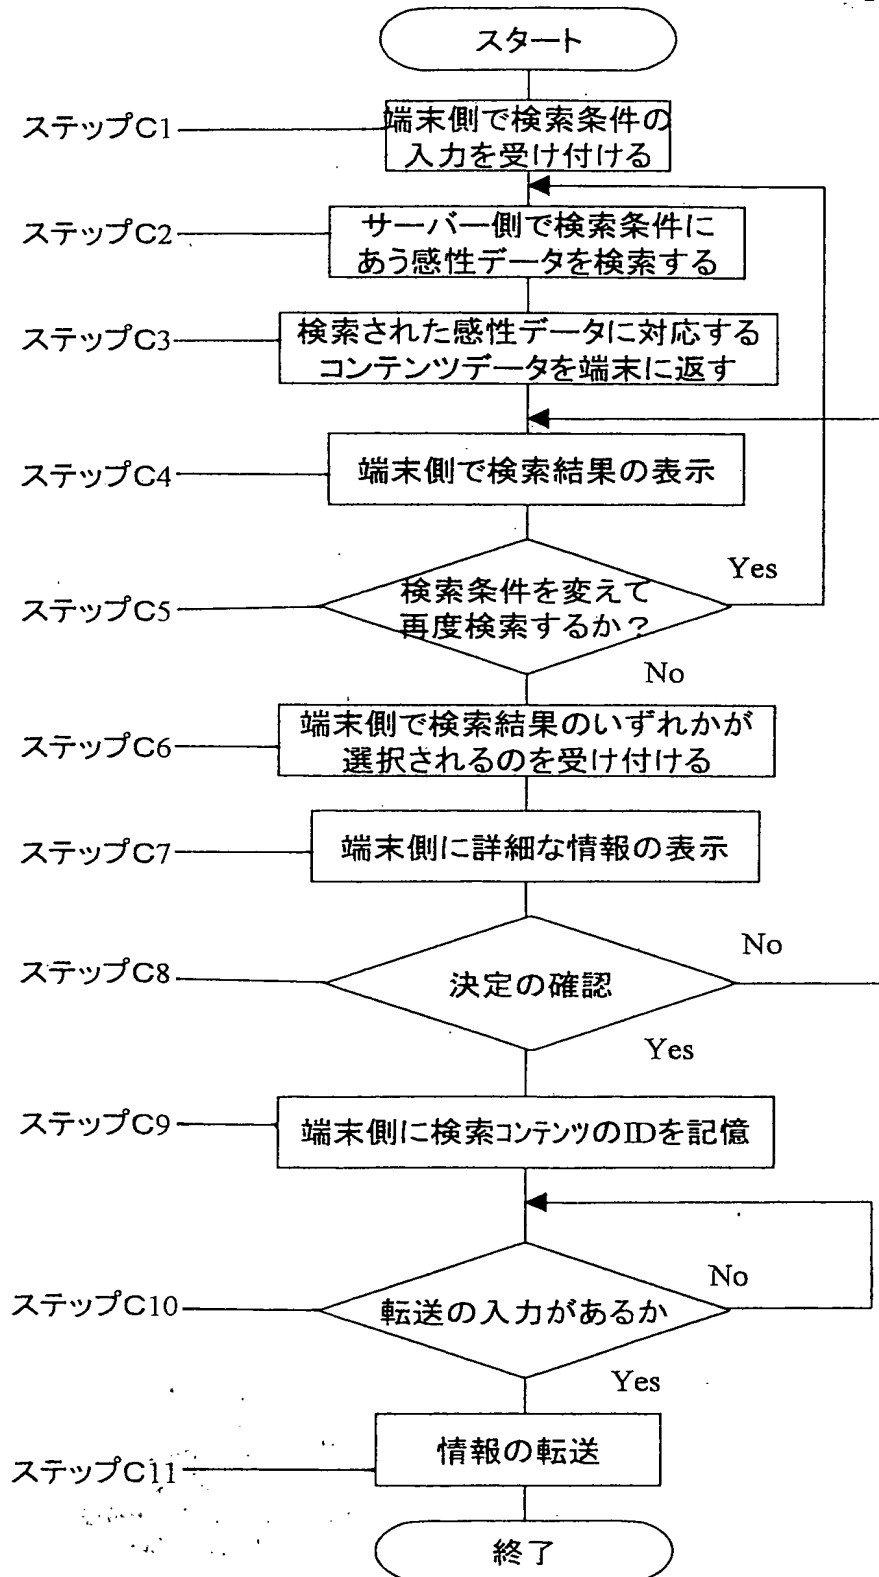 スタート
ステップC1
端末側で検索条件の
入力を受け付ける
ステップC2
サーバー側で検索条件に
あう感性データを検索する
ステップC3
検索された感性データに対応する
コンテンツデータを端末に返す
ステップC4
端末側で検索結果の表示
Yes
ステップC5
検索条件を変えて
再度検索するか？
No
ステップC6
端末側で検索結果のいずれかが
選択されるのを受け付ける
ステップC7
端末側に詳細な情報の表示
No
ステップC8
決定の確認
Yes
ステップC9
端末側に検索コンテンツのIDを記憶
No
ステップC10
転送の入力があるか
Yes
ステップC11
情報の転送
終了